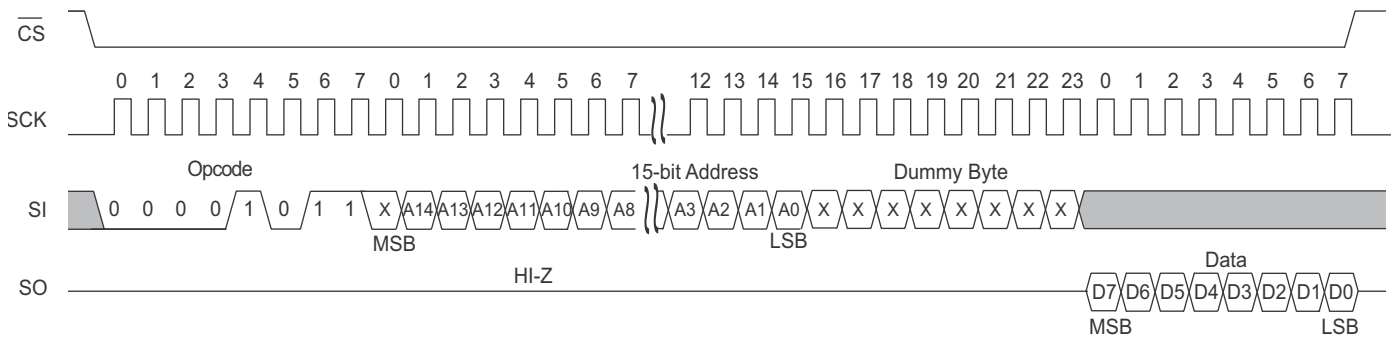 CS
0 1 2 3 4 5 6 7 0 1 2 3 4 5 6 7 12 13 14 15 16 17 18 19 20 21 22 23 0 1 2 3 4 5 6 7
SCK
Opcode 15-bit Address Dummy Byte
SI 0 0 0 0 1 0 1 1 X A14 A13 A12 A11 A10 A9 A8 A3 A2 A1 A0 X X X X X X X X
MSB LSB
HI-Z Data
SO D7 D6 D5 D4 D3 D2 D1 D0
MSB LSB